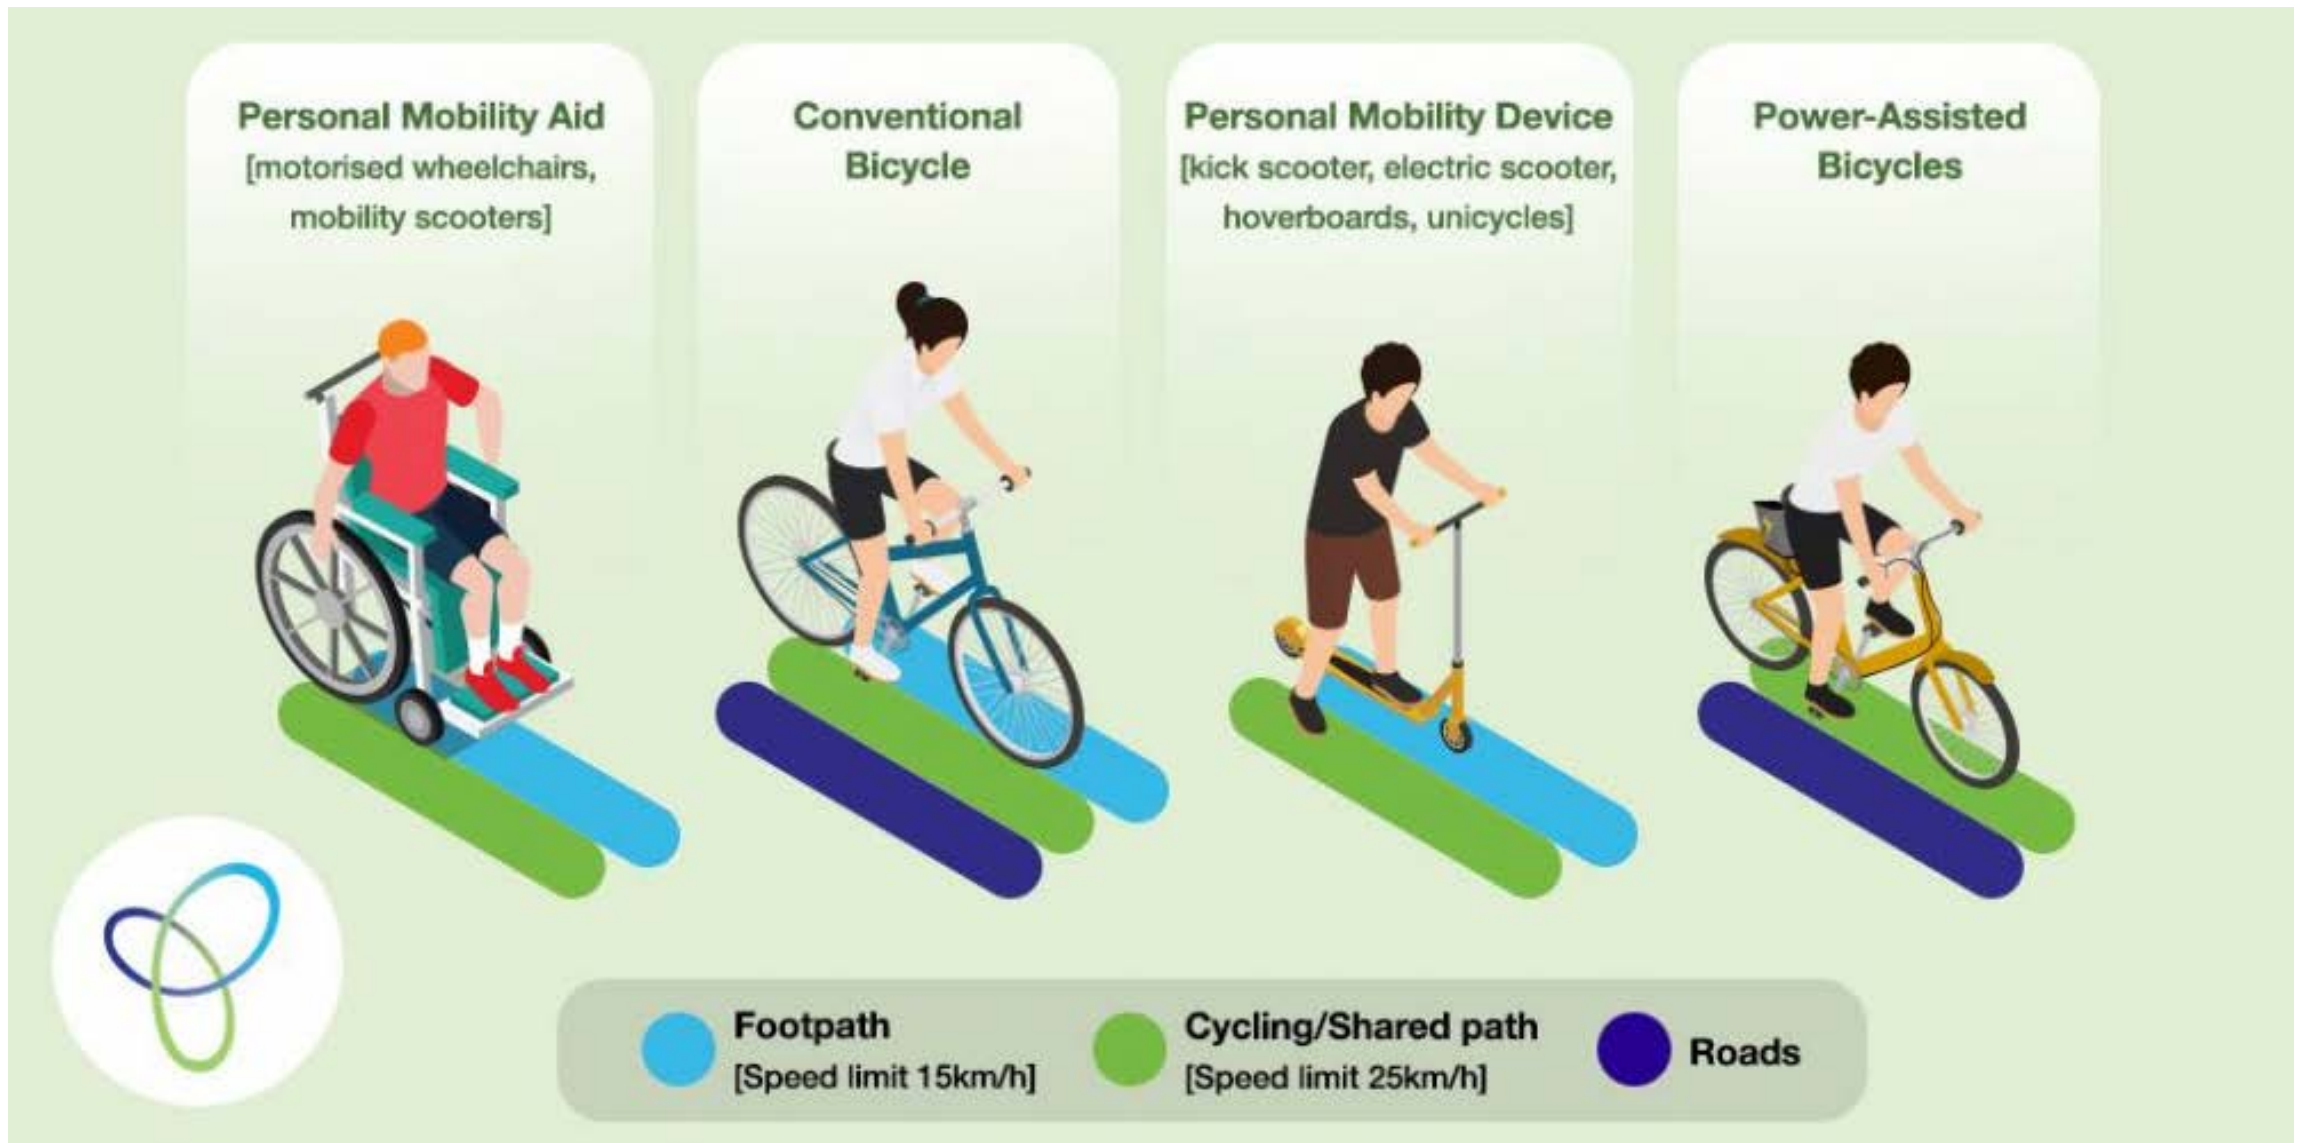 Personal Mobility Aid
[motorised wheelchairs,
mobility scooters]
Conventional
Bicycle
Personal Mobility Device
[kick scooter, electric scooter,
hoverboards, unicycles]
Power-Assisted
Bicycles
Footpath
[Speed limit 15km/h]
Cycling/Shared path
[Speed limit 25km/h]
Roads